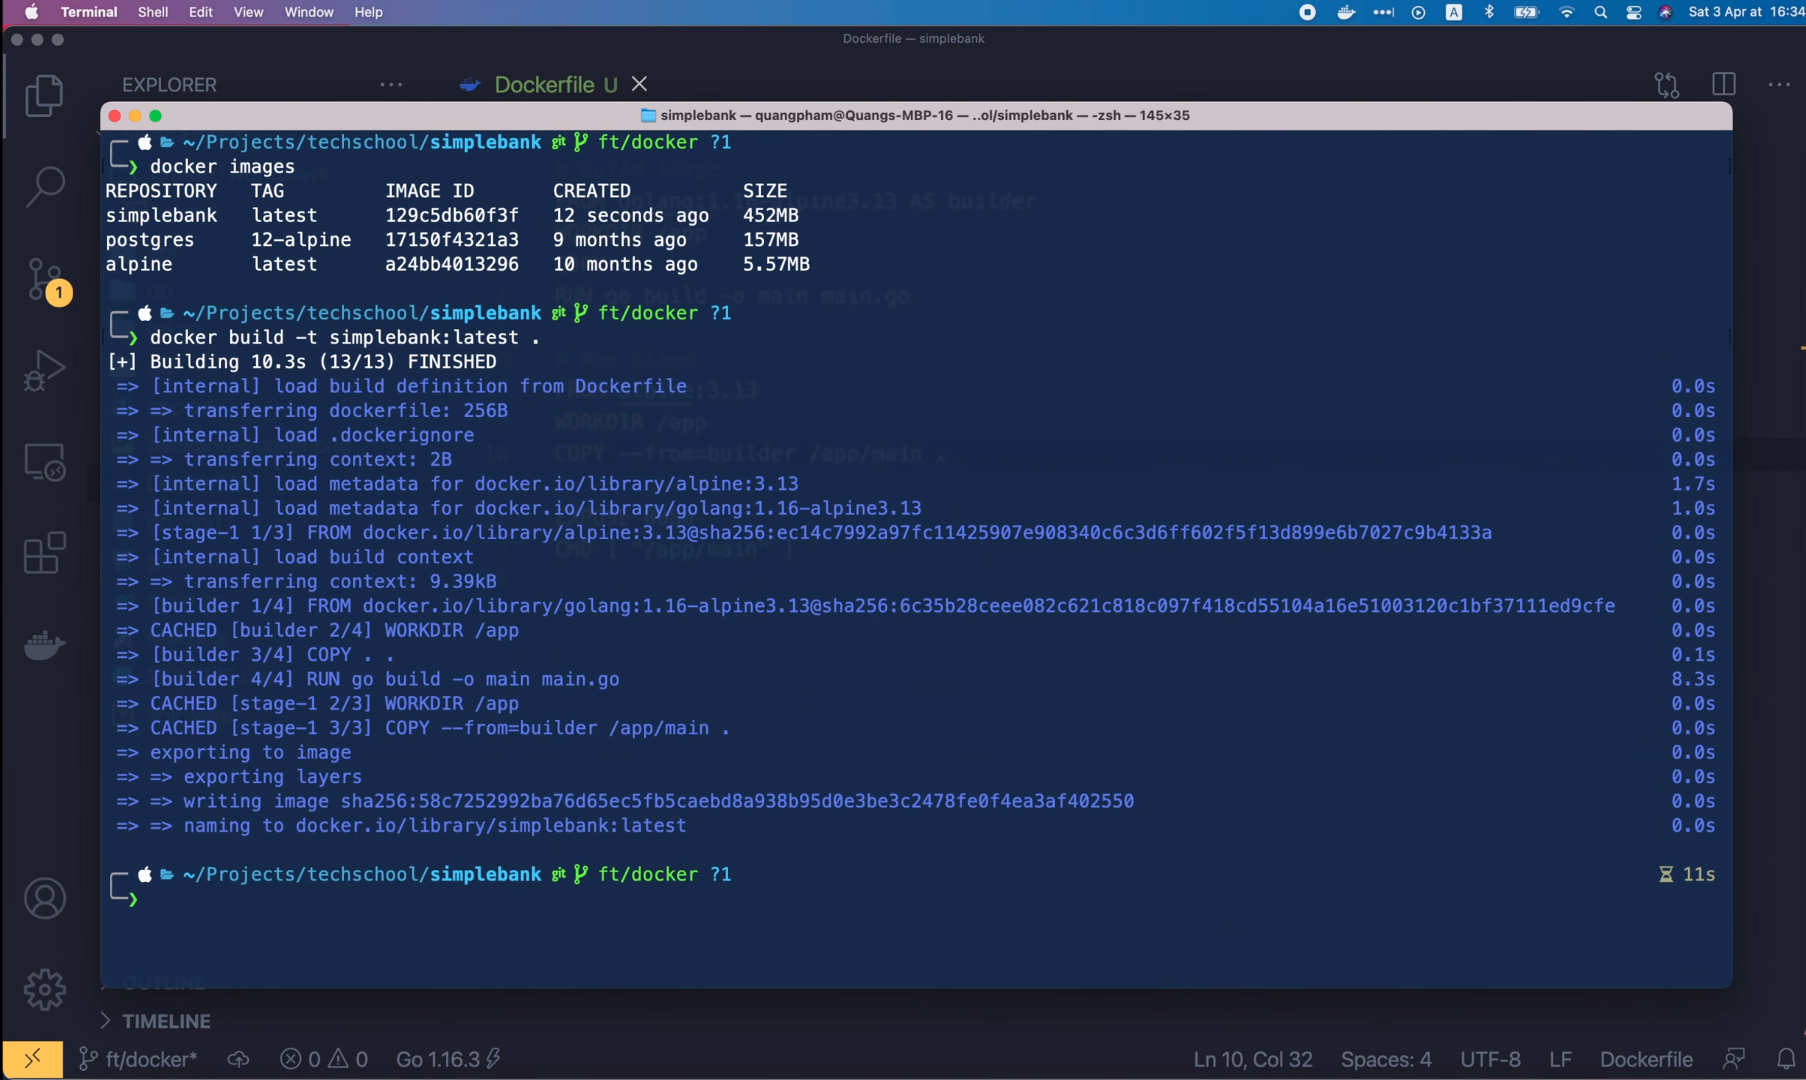 Terminal Shell Edit View Window Help
A
Sat 3 Apr at 16:34
Dockerfile — simplebank
EXPLORER
Dockerfile U
simplebank — quangpham@Quangs-MBP-16 — ..ol/simplebank — -zsh — 145×35
~/Projects/techschool/simplebank git ft/docker ?1
❯ docker images
REPOSITORY TAG IMAGE ID CREATED SIZE
simplebank latest 129c5db60f3f 12 seconds ago 452MB
postgres 12-alpine 17150f4321a3 9 months ago 157MB
alpine latest a24bb4013296 10 months ago 5.57MB
~/Projects/techschool/simplebank git ft/docker ?1
❯ docker build -t simplebank:latest .
[+] Building 10.3s (13/13) FINISHED
=> [internal] load build definition from Dockerfile 0.0s
=> => transferring dockerfile: 256B 0.0s
=> [internal] load .dockerignore 0.0s
=> => transferring context: 2B 0.0s
=> [internal] load metadata for docker.io/library/alpine:3.13 1.7s
=> [internal] load metadata for docker.io/library/golang:1.16-alpine3.13 1.0s
=> [stage-1 1/3] FROM docker.io/library/alpine:3.13@sha256:ec14c7992a97fc11425907e908340c6c3d6ff602f5f13d899e6b7027c9b4133a 0.0s
=> [internal] load build context 0.0s
=> => transferring context: 9.39kB 0.0s
=> [builder 1/4] FROM docker.io/library/golang:1.16-alpine3.13@sha256:6c35b28ceee082c621c818c097f418cd55104a16e51003120c1bf37111ed9cfe 0.0s
=> CACHED [builder 2/4] WORKDIR /app 0.0s
=> [builder 3/4] COPY . . 0.1s
=> [builder 4/4] RUN go build -o main main.go 8.3s
=> CACHED [stage-1 2/3] WORKDIR /app 0.0s
=> CACHED [stage-1 3/3] COPY --from=builder /app/main . 0.0s
=> exporting to image 0.0s
=> => exporting layers 0.0s
=> => writing image sha256:58c7252992ba76d65ec5fb5caebd8a938b95d0e3be3c2478fe0f4ea3af402550 0.0s
=> => naming to docker.io/library/simplebank:latest 0.0s
~/Projects/techschool/simplebank git ft/docker ?1 11s
❯
1
OUTLINE
TIMELINE
ft/docker* 0 0 Go 1.16.3 Ln 10, Col 32 Spaces: 4 UTF-8 LF Dockerfile